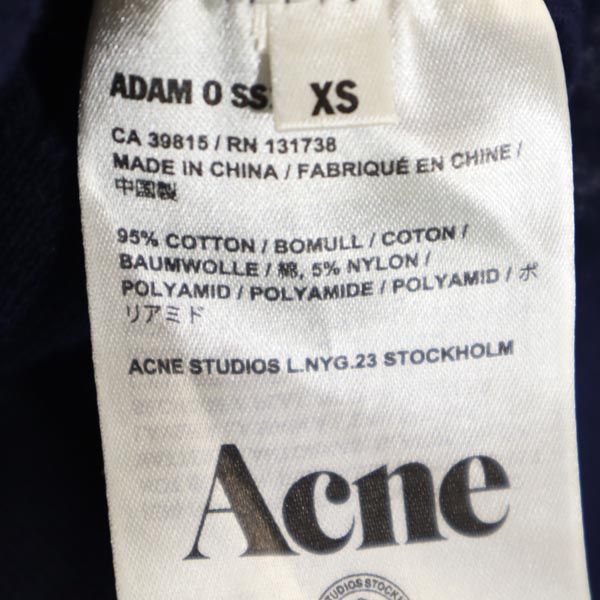 ADAM O SS
XS
CA 39815 / RN 131738
MADE IN CHINA / FABRIQUÉ EN CHINE /
中国製
95% COTTON / BOMULL / COTON /
BAUMWOLLE / 綿, 5% NYLON /
POLYAMID / POLYAMIDE / POLYAMID / ポ
リアミド
ACNE STUDIOS L.NYG.23 STOCKHOLM
Acne
STUDIOS STOCK